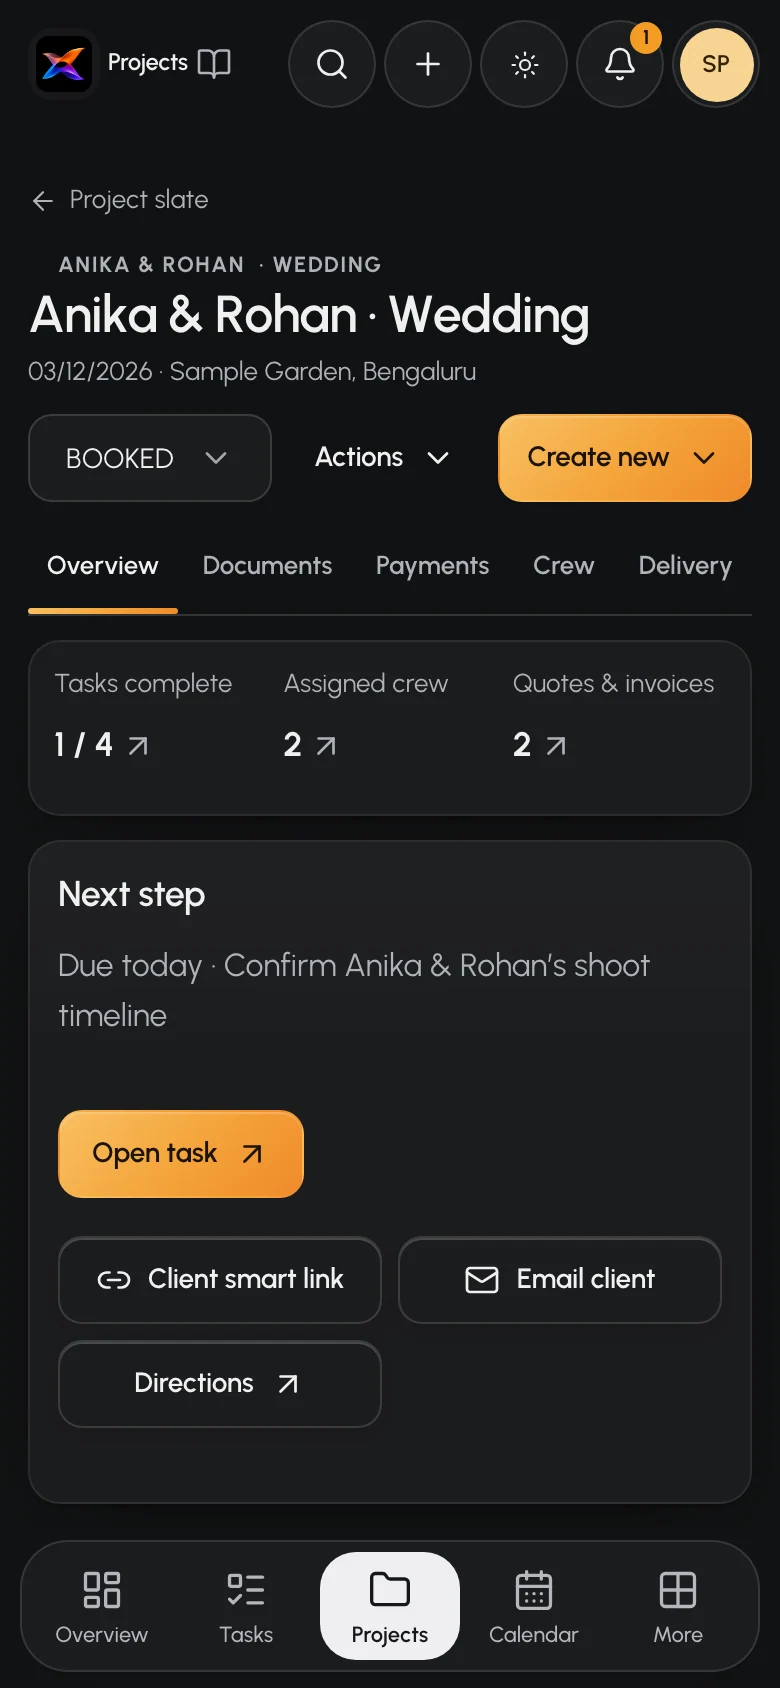 Projects
1
SP
Project slate
ANIKA & ROHAN · WEDDING
Anika & Rohan · Wedding
03/12/2026 · Sample Garden, Bengaluru
BOOKED
Actions
Create new
Overview Documents Payments Crew Delivery
Tasks complete Assigned crew Quotes & invoices
1 / 4 2 2
Next step
Due today · Confirm Anika & Rohan’s shoot
timeline
Open task
Client smart link
Email client
Directions
Overview Tasks Projects Calendar More